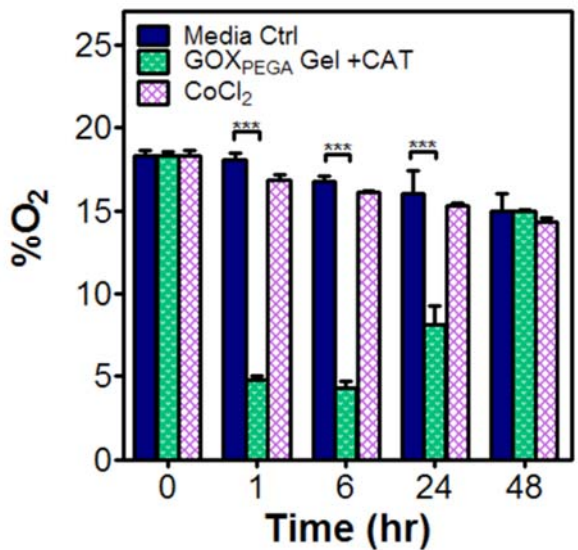 25
20
15
10
5
0
%O₂
Media Ctrl
GOX_PEGA Gel +CAT
CoCl₂
***
***
***
0 1 6 24 48
Time (hr)